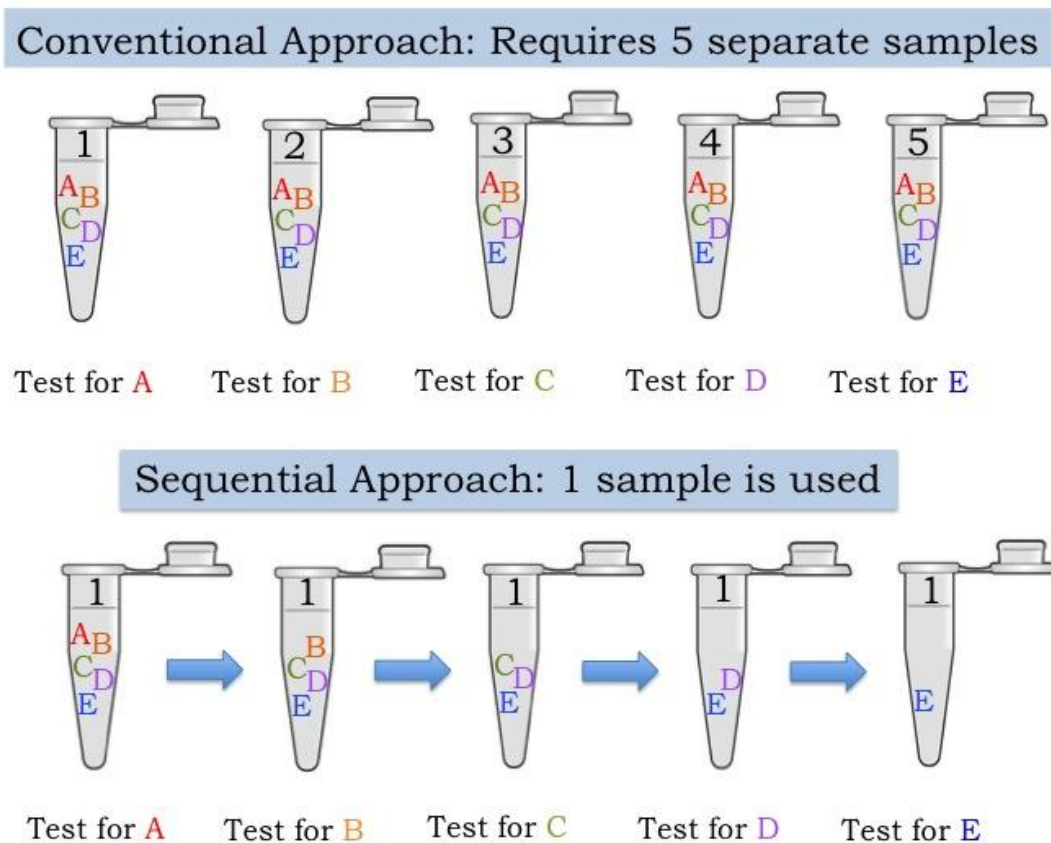 Conventional Approach: Requires 5 separate samples
1 2 3 4 5
A B A B A B A B A B
C D C D C D C D C D
E E E E E
Test for A Test for B Test for C Test for D Test for E
Sequential Approach: 1 sample is used
1 1 1 1 1
A B B
C D C D C D D
E E E E E
Test for A Test for B Test for C Test for D Test for E